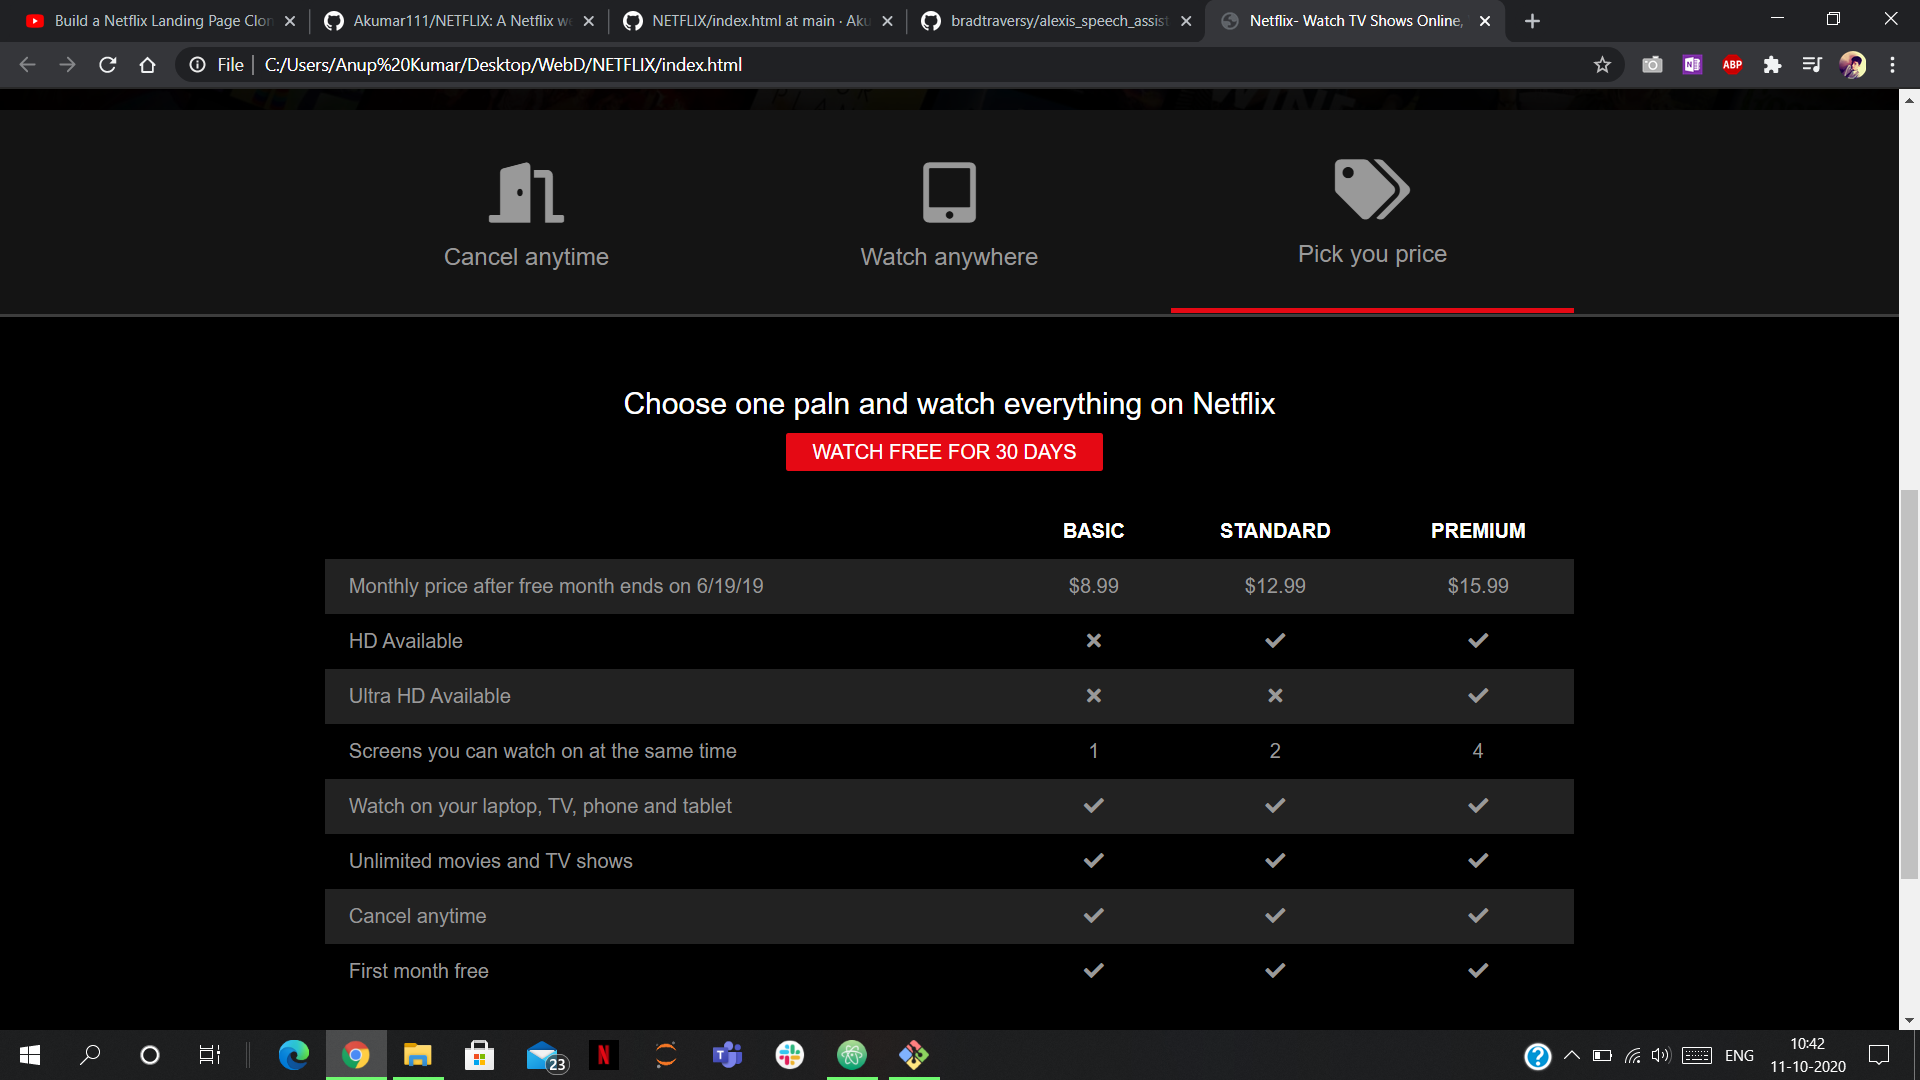 Build a Netflix Landing Page Clon
Akumar111/NETFLIX: A Netflix we
NETFLIX/index.html at main · Aku
bradtraversy/alexis_speech_assist
Netflix- Watch TV Shows Online,
File
C:/Users/Anup%20Kumar/Desktop/WebD/NETFLIX/index.html
ABP
Cancel anytime
Watch anywhere
Pick you price
Choose one paln and watch everything on Netflix
WATCH FREE FOR 30 DAYS
BASIC STANDARD PREMIUM
Monthly price after free month ends on 6/19/19 $8.99 $12.99 $15.99
HD Available
Ultra HD Available
Screens you can watch on at the same time 1 2 4
Watch on your laptop, TV, phone and tablet
Unlimited movies and TV shows
Cancel anytime
First month free
23
ENG
10:42
11-10-2020